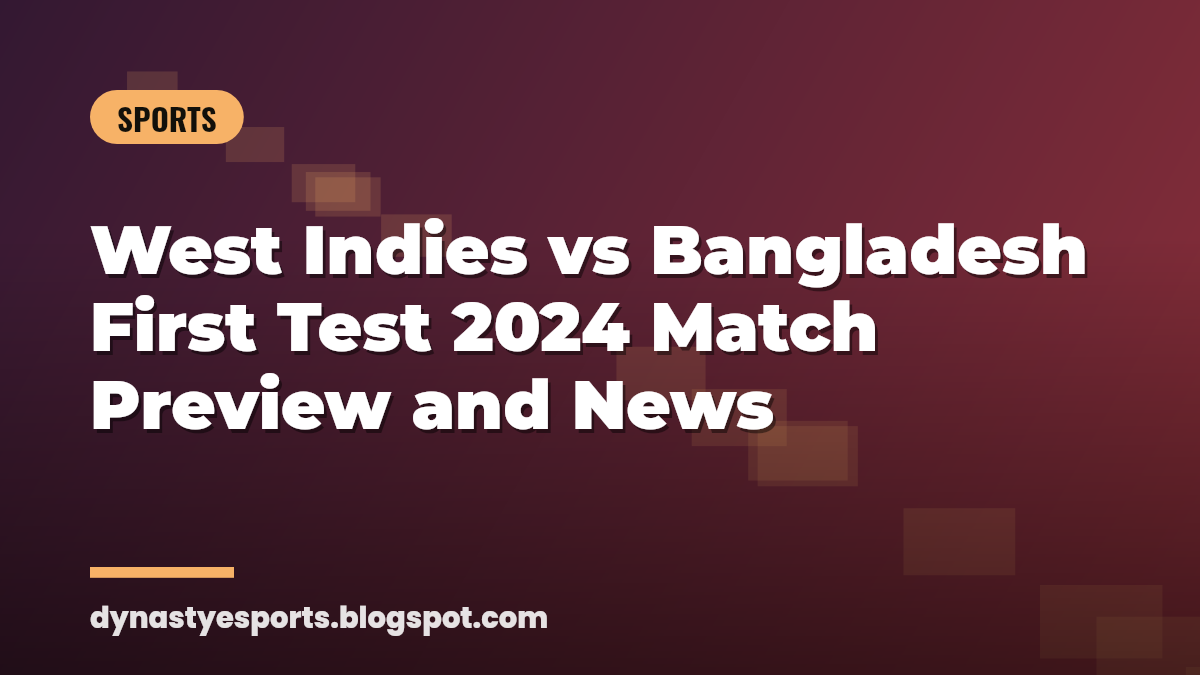 SPORTS
West Indies vs Bangladesh
First Test 2024 Match
Preview and News
dynastyesports.blogspot.com